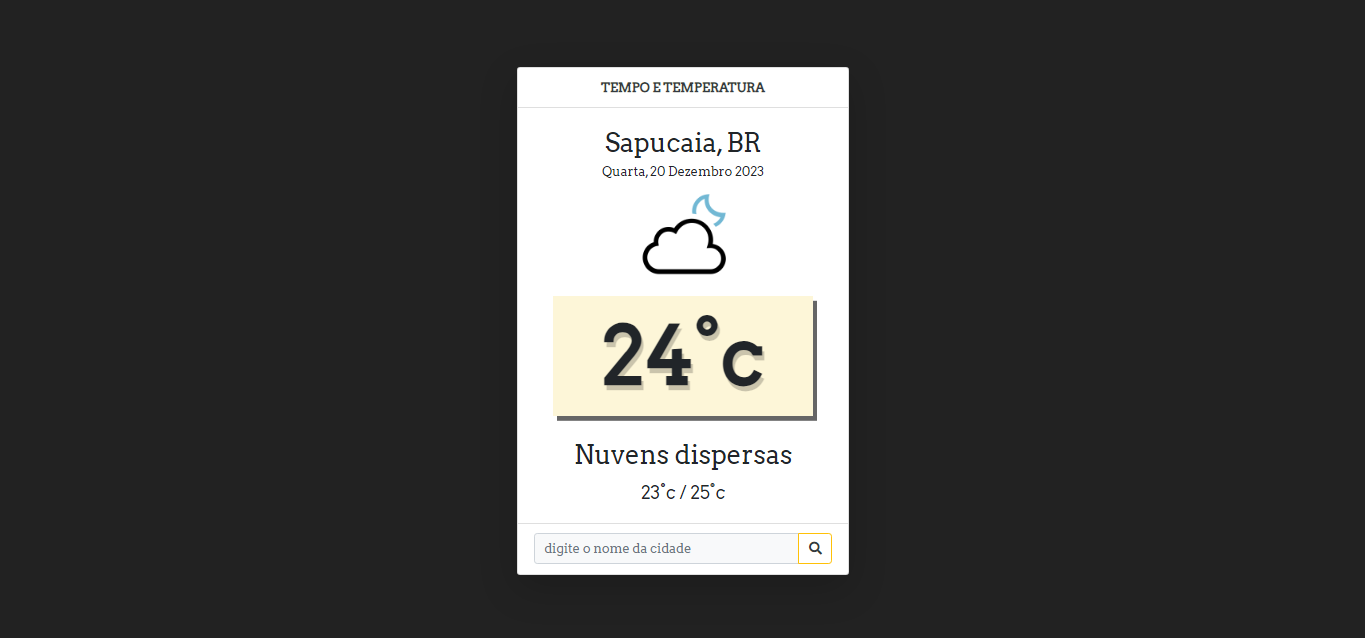 TEMPO E TEMPERATURA
Sapucaia, BR
Quarta, 20 Dezembro 2023
24°c
Nuvens dispersas
23°c / 25°c
digite o nome da cidade